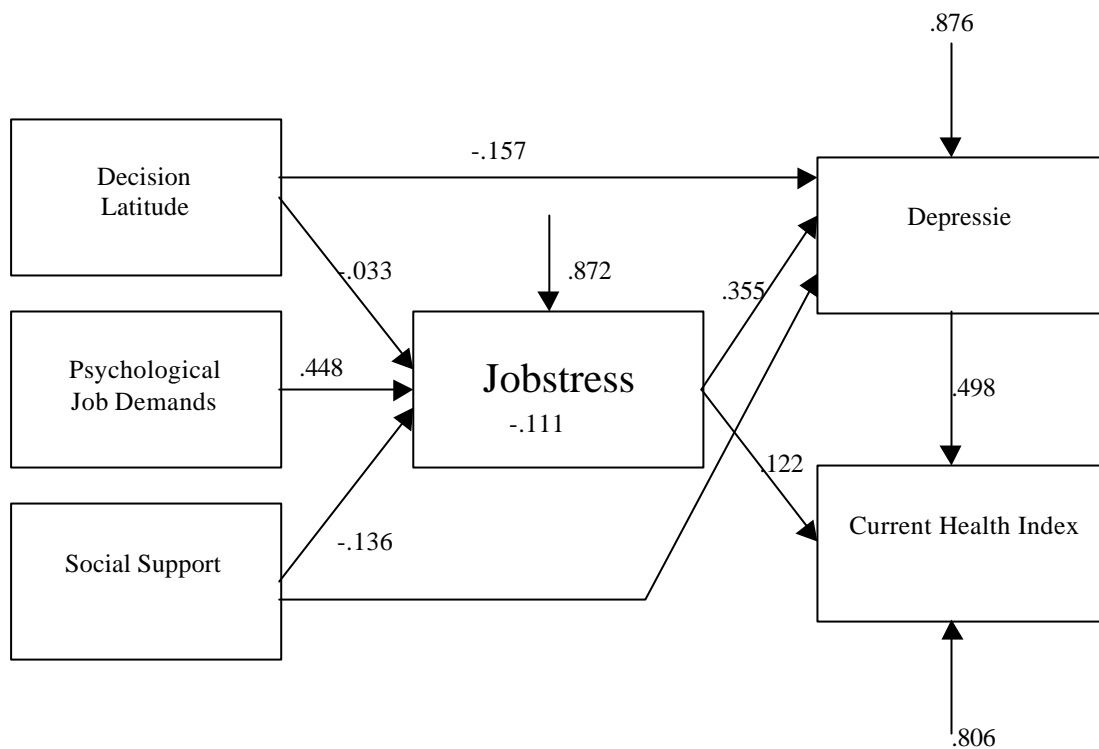 .876
Decision
Latitude
-.157
Depressie
-.033
.872
.355
Psychological
Job Demands
.448
Jobstress
-.111
.498
.122
Current Health Index
Social Support
-.136
.806